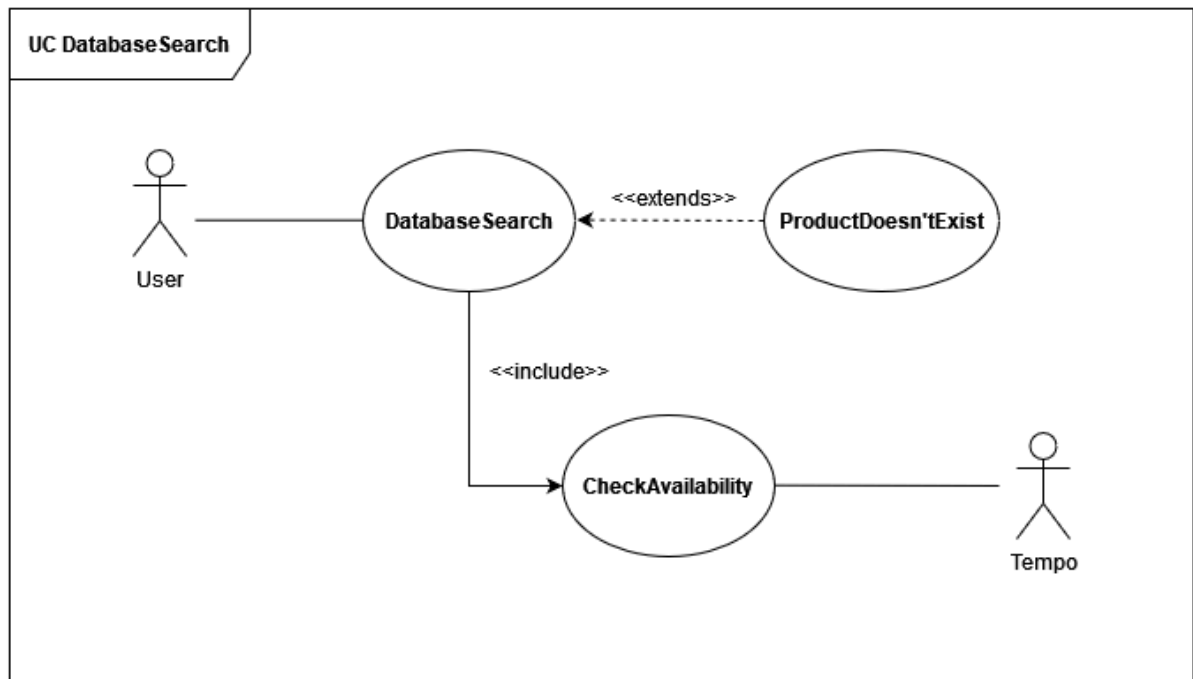 UC DatabaseSearch
<<extends>>
DatabaseSearch
ProductDoesn'tExist
User
<<include>>
CheckAvailability
Tempo